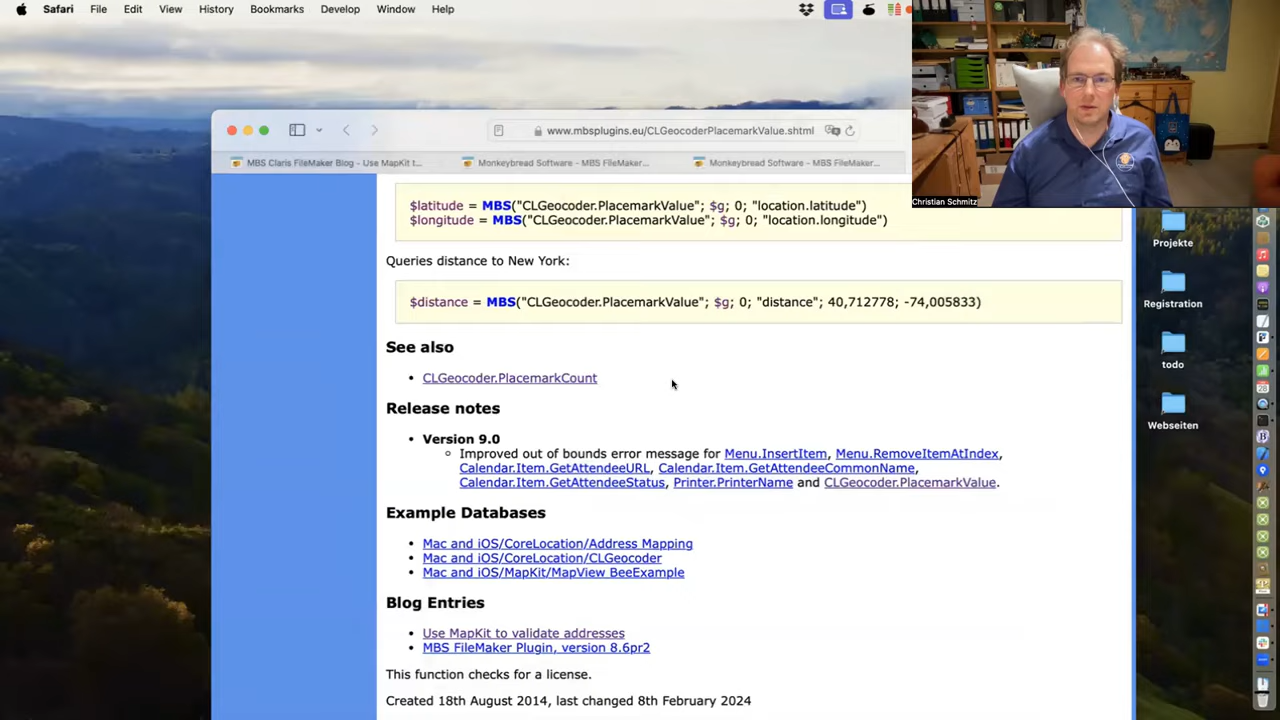 Safari File Edit View History Bookmarks Develop Window Help
www.mbsplugins.eu/CLGeocoderPlacemarkValue.shtml
MBS Claris FileMaker Blog - Use MapKit t...
Monkeybread Software - MBS FileMaker...
Monkeybread Software - MBS FileMaker...
Christian Schmitz
$latitude = MBS("CLGeocoder.PlacemarkValue"; $g; 0; "location.latitude")
$longitude = MBS("CLGeocoder.PlacemarkValue"; $g; 0; "location.longitude")
Queries distance to New York:
$distance = MBS("CLGeocoder.PlacemarkValue"; $g; 0; "distance"; 40,712778; -74,005833)
See also
• CLGeocoder.PlacemarkCount
Release notes
• Version 9.0
Improved out of bounds error message for Menu.InsertItem, Menu.RemoveItemAtIndex,
Calendar.Item.GetAttendeeURL, Calendar.Item.GetAttendeeCommonName,
Calendar.Item.GetAttendeeStatus, Printer.PrinterName and CLGeocoder.PlacemarkValue.
Example Databases
• Mac and iOS/CoreLocation/Address Mapping
• Mac and iOS/CoreLocation/CLGeocoder
• Mac and iOS/MapKit/MapView BeeExample
Blog Entries
• Use MapKit to validate addresses
• MBS FileMaker Plugin, version 8.6pr2
This function checks for a license.
Created 18th August 2014, last changed 8th February 2024
Projekte
Registration
todo
Webseiten
28